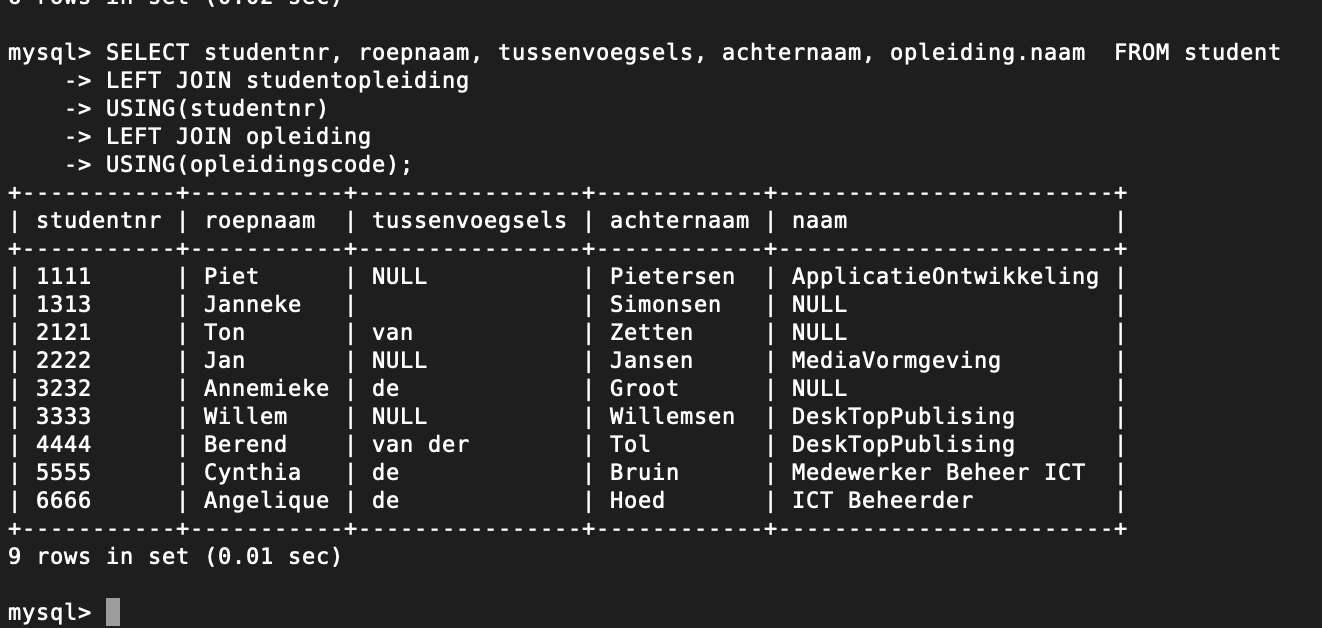 6 rows in set (0.02 sec)
mysql> SELECT studentnr, roepnaam, tussenvoegsels, achternaam, opleiding.naam  FROM student
    -> LEFT JOIN studentopleiding
    -> USING(studentnr)
    -> LEFT JOIN opleiding
    -> USING(opleidingscode);
+-----------+-----------+----------------+------------+------------------------+
| studentnr | roepnaam  | tussenvoegsels | achternaam | naam                   |
+-----------+-----------+----------------+------------+------------------------+
| 1111      | Piet      | NULL           | Pietersen  | ApplicatieOntwikkeling |
| 1313      | Janneke   |                | Simonsen   | NULL                   |
| 2121      | Ton       | van            | Zetten     | NULL                   |
| 2222      | Jan       | NULL           | Jansen     | MediaVormgeving        |
| 3232      | Annemieke | de             | Groot      | NULL                   |
| 3333      | Willem    | NULL           | Willemsen  | DeskTopPublising       |
| 4444      | Berend    | van der        | Tol        | DeskTopPublising       |
| 5555      | Cynthia   | de             | Bruin      | Medewerker Beheer ICT  |
| 6666      | Angelique | de             | Hoed       | ICT Beheerder          |
+-----------+-----------+----------------+------------+------------------------+
9 rows in set (0.01 sec)
mysql>